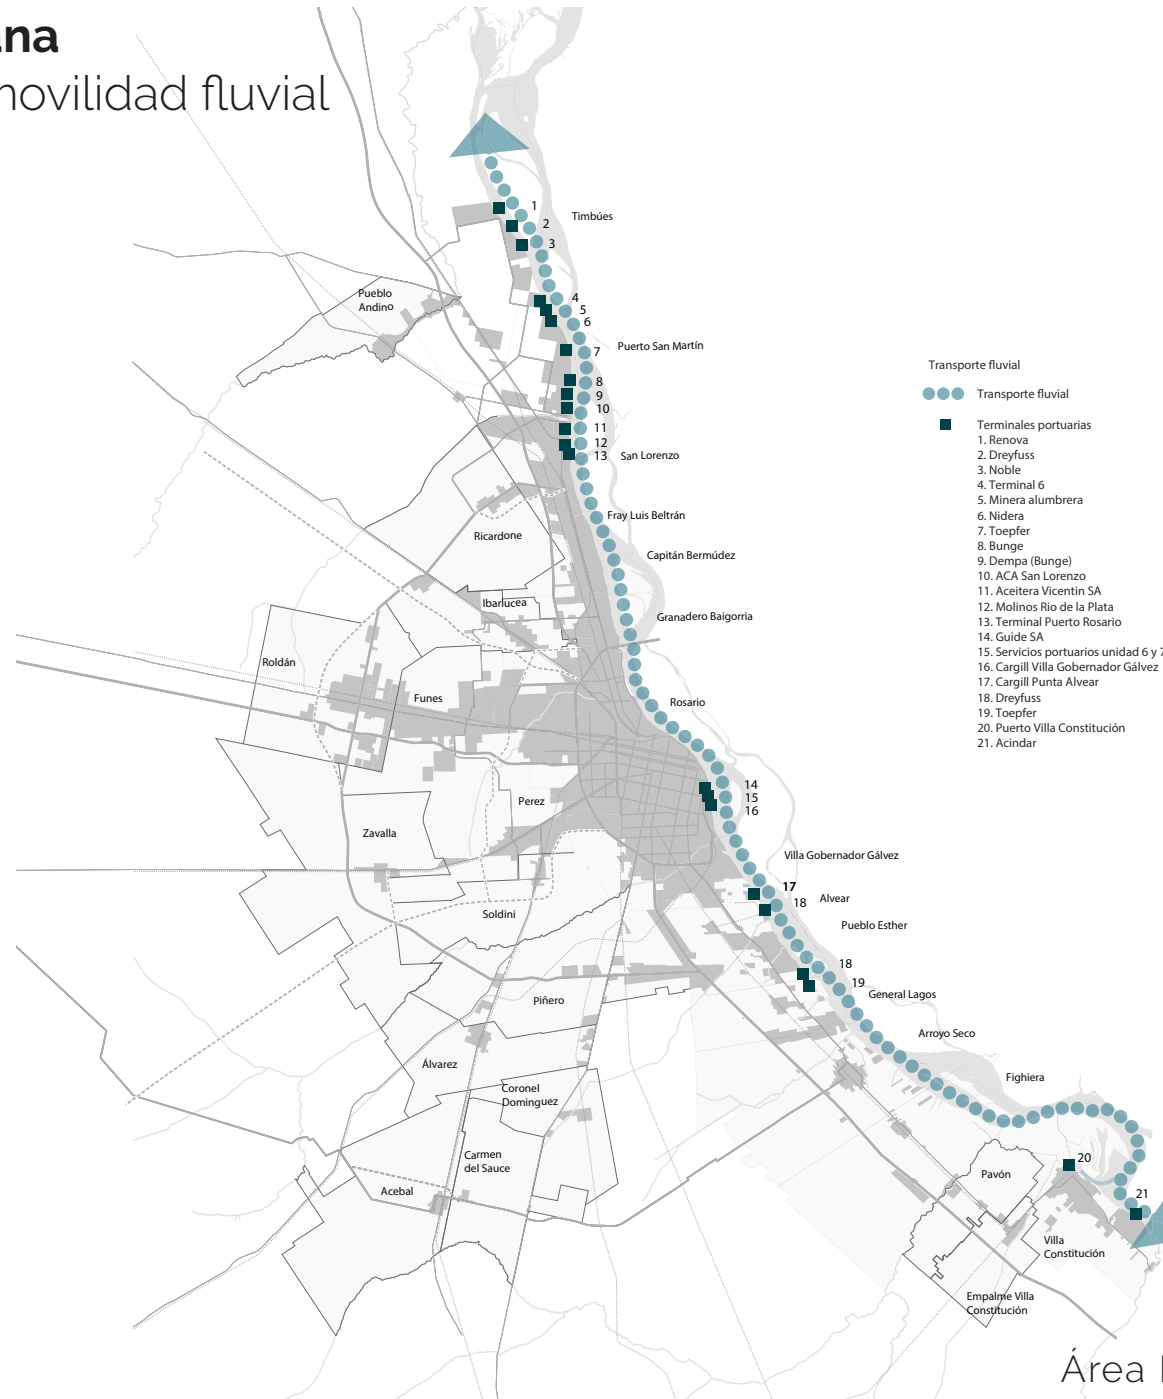 ana
movilidad fluvial
1
Timbúes
2
3
Pueblo
Andino
4
5
6
Puerto San Martín
7
8
9
10
11
12
13
San Lorenzo
Fray Luis Beltrán
Ricardone
Capitán Bermúdez
Ibarlucea
Granadero Baigorria
Roldán
Funes
Rosario
14
15
16
Perez
Zavalla
Villa Gobernador Gálvez
17
18
Alvear
Soldini
Pueblo Esther
18
19
General Lagos
Piñero
Arroyo Seco
Álvarez
Fighiera
Coronel
Dominguez
Carmen
del Sauce
Acebal
20
Pavón
21
Villa
Constitución
Empalme Villa
Constitución
Transporte fluvial
Transporte fluvial
Terminales portuarias
1. Renova
2. Dreyfuss
3. Noble
4. Terminal 6
5. Minera alumbrera
6. Nidera
7. Toepfer
8. Bunge
9. Dempa (Bunge)
10. ACA San Lorenzo
11. Aceitera Vicentin SA
12. Molinos Rio de la Plata
13. Terminal Puerto Rosario
14. Guide SA
15. Servicios portuarios unidad 6 y 7
16. Cargill Villa Gobernador Gálvez
17. Cargill Punta Alvear
18. Dreyfuss
19. Toepfer
20. Puerto Villa Constitución
21. Acindar
Área